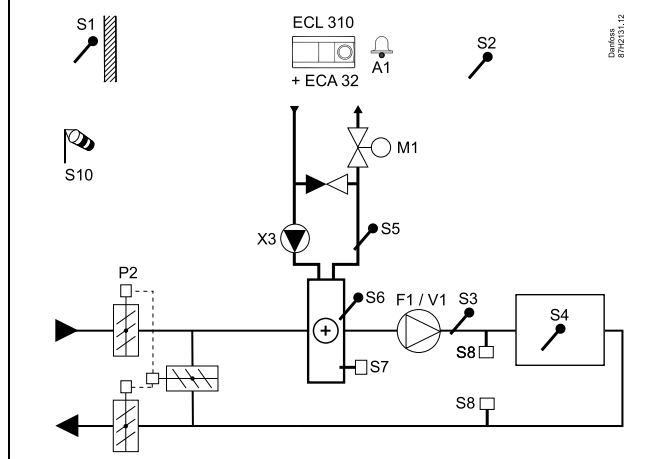 S1
ECL 310
A1
+ ECA 32
S2
Danfoss
87H2131.12
S10
M1
X3
S5
P2
S6
F1 / V1
S3
S4
S8
S7
S8